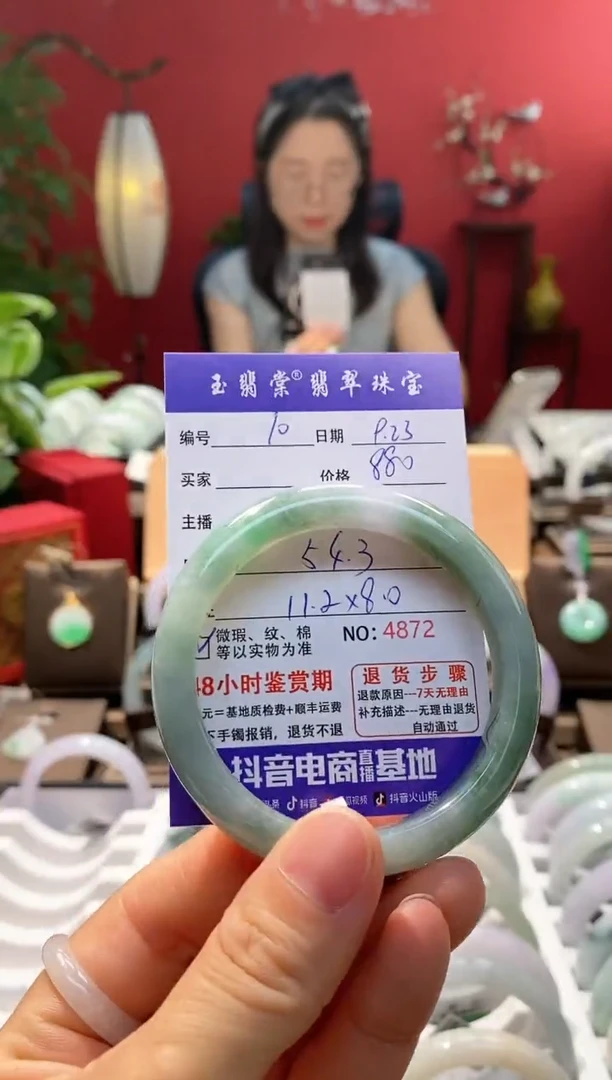 玉翡棠®翡翠珠宝
编号 10 日期 9.23
买家 价格 880
主播
54.3
11.2×8.0
微瑕、纹、棉
等以实物为准
NO: 4872
48小时鉴赏期
元=基地质检费+顺丰运费
手镯报销，退货不退
退货步骤
退款原因---7天无理由
补充描述---无理由退货
自动通过
抖音电商直播基地
抖音 视频 抖音火山版